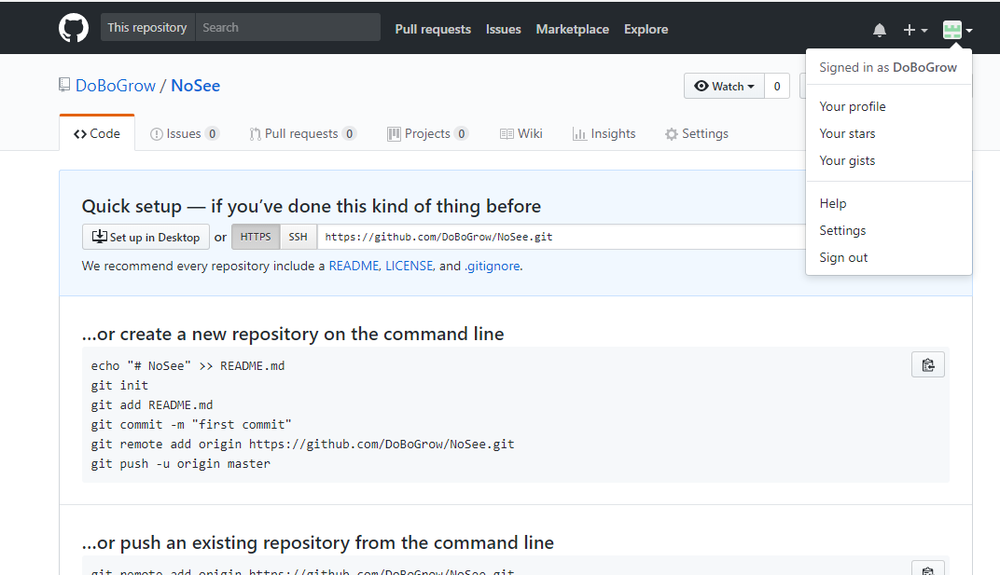 This repository Search Pull requests Issues Marketplace Explore
Signed in as DoBoGrow
Your profile
Your stars
Your gists
Help
Settings
Sign out
DoBoGrow / NoSee
Watch 0
Code Issues 0 Pull requests 0 Projects 0 Wiki Insights Settings
Quick setup — if you’ve done this kind of thing before
Set up in Desktop or HTTPS SSH https://github.com/DoBoGrow/NoSee.git
We recommend every repository include a README, LICENSE, and .gitignore.
…or create a new repository on the command line
echo "# NoSee" >> README.md
git init
git add README.md
git commit -m "first commit"
git remote add origin https://github.com/DoBoGrow/NoSee.git
git push -u origin master
…or push an existing repository from the command line
git remote add origin https://github.com/DoBoGrow/NoSee.git